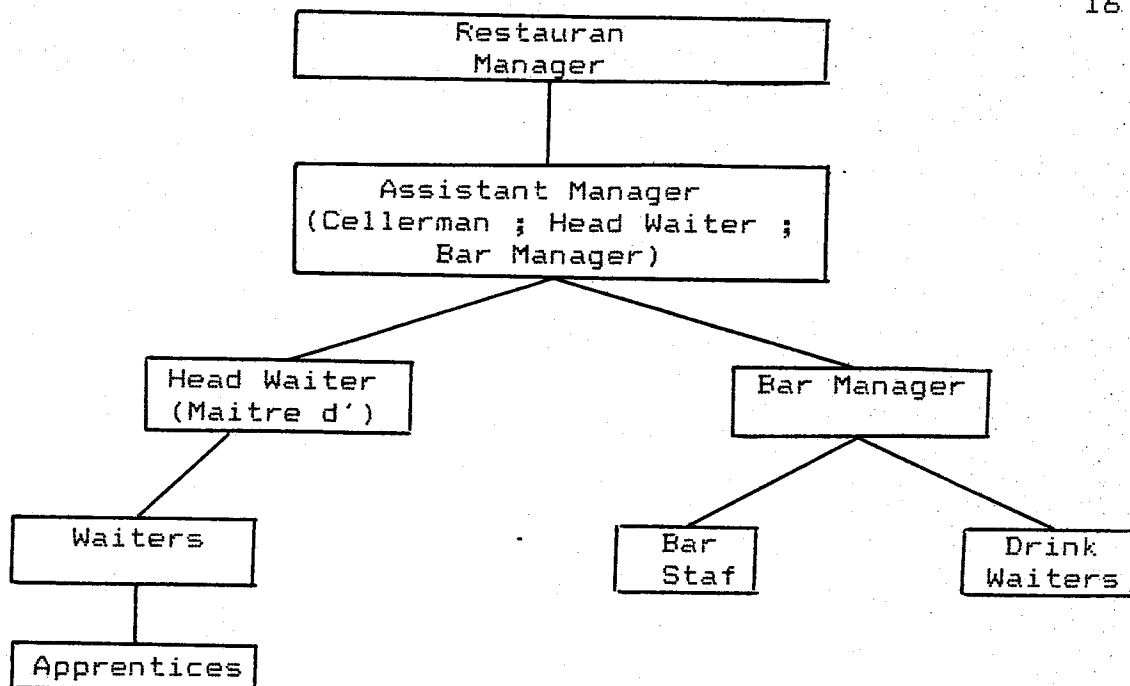 16
Restauran
Manager
Assistant Manager
(Cellerman ; Head Waiter ;
Bar Manager)
Head Waiter
(Maitre d')
Bar Manager
Waiters
Bar
Staf
Drink
Waiters
Apprentices